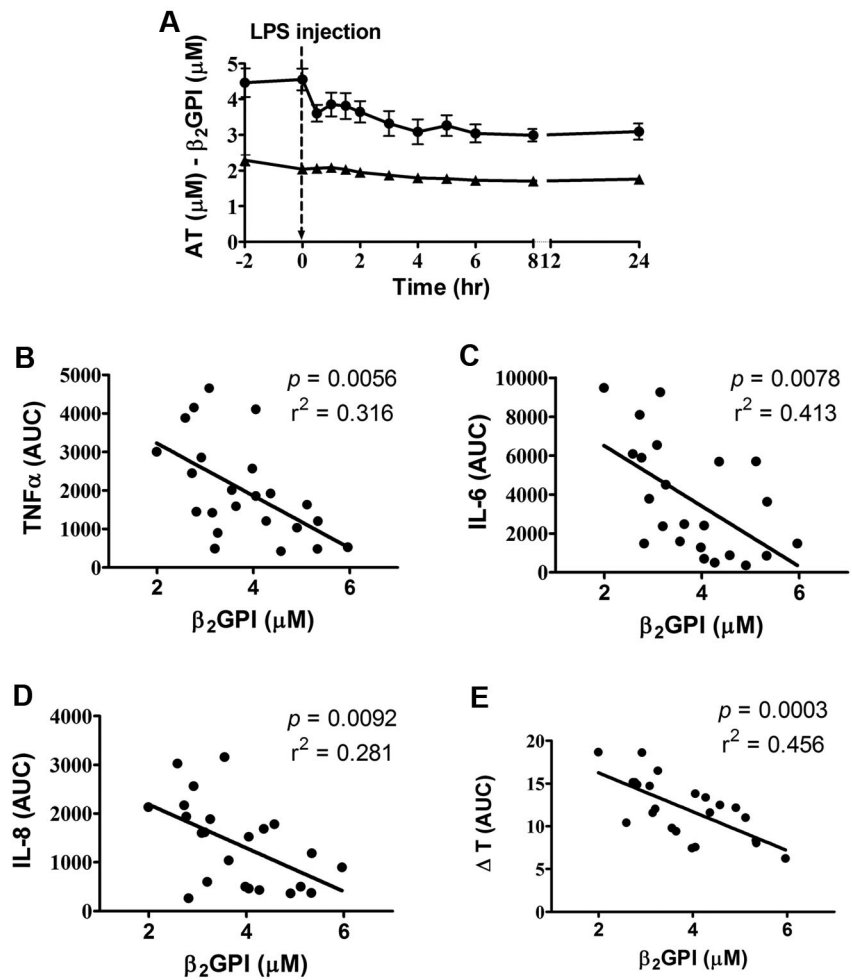 A
LPS injection
AT (μM) - β₂GPI (μM)
5
4
3
2
1
0
-2 0 2 4 6 8 12 24
Time (hr)
B
p = 0.0056
r² = 0.316
TNFα (AUC)
5000
4000
3000
2000
1000
0
2 4 6
β₂GPI (μM)
C
p = 0.0078
r² = 0.413
IL-6 (AUC)
10000
8000
6000
4000
2000
0
2 4 6
β₂GPI (μM)
D
p = 0.0092
r² = 0.281
IL-8 (AUC)
4000
3000
2000
1000
0
2 4 6
β₂GPI (μM)
E
p = 0.0003
r² = 0.456
Δ T (AUC)
20
15
10
5
0
2 4 6
β₂GPI (μM)